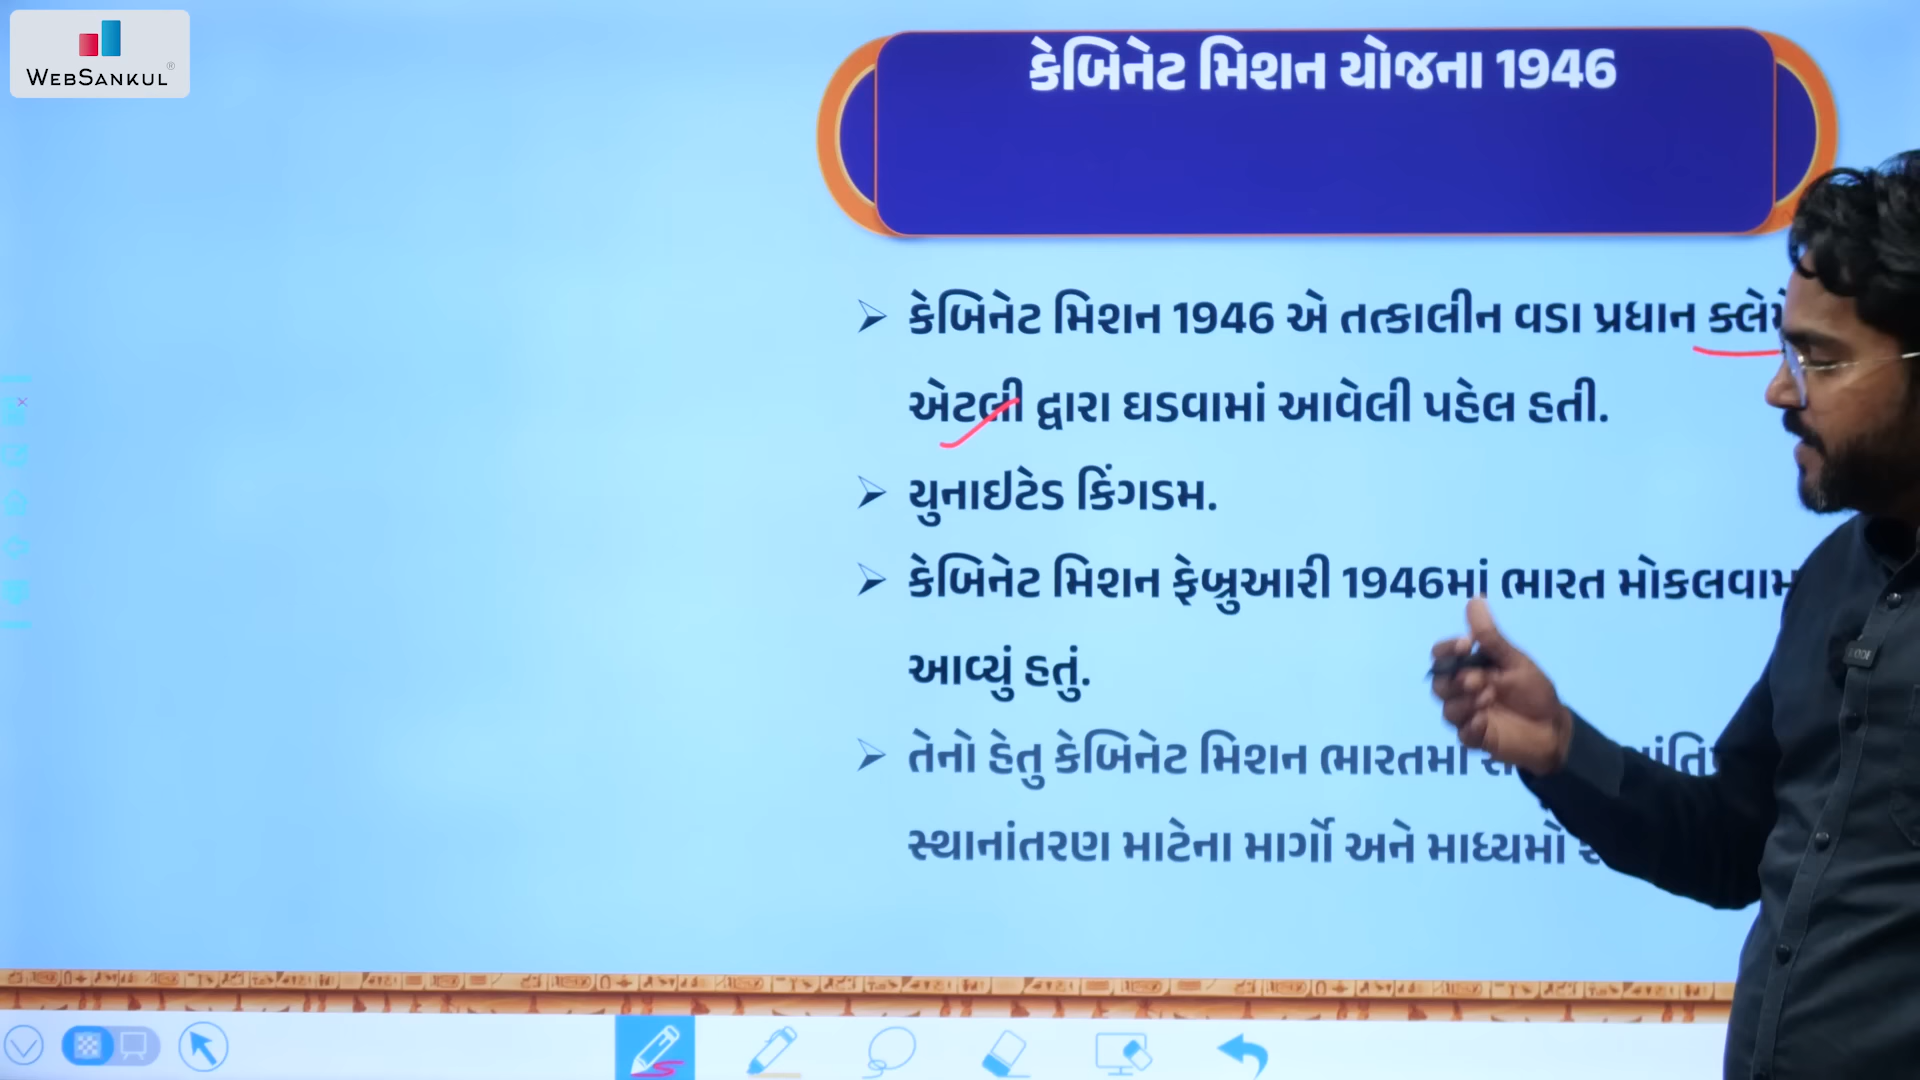 WEBSANKUL®
કેબિનેટ મિશન યોજના 1946
કેબિનેટ મિશન 1946 એ તત્કાલીન વડા પ્રધાન
એટલી દ્વારા ઘડવામાં આવેલી પહેલ હતી.
યુનાઇટેડ કિંગડમ.
કેબિનેટ મિશન ફેબ્રુઆરી 1946માં ભારત
આવ્યું હતું.
તેનો હેતુ કેબિનેટ મિશન ભારતમાં
સ્થાનાંતરણ માટેના માર્ગો અને માધ્યમો